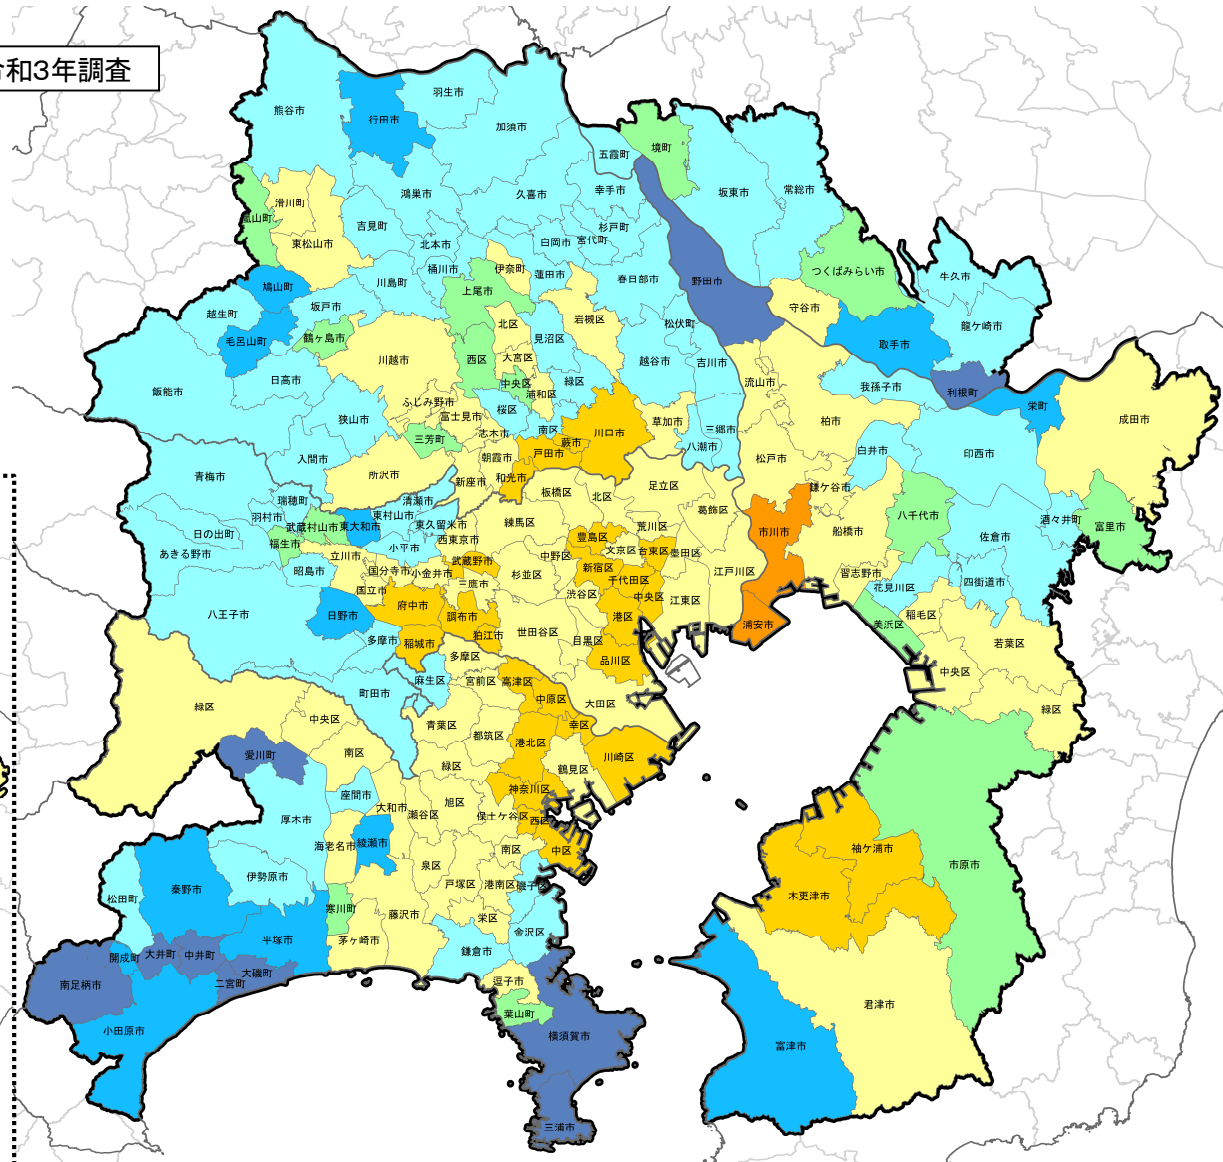 令和3年調査
羽生市
熊谷市
行田市
加須市
境町
五霞町
坂東市
常総市
幸手市
鴻巣市
久喜市
滑川町
嵐山町
吉見町
杉戸町
東松山市
北本市
白岡市
宮代町
伊奈町
桶川市
蓮田市
春日部市
野田市
つくばみらい市
牛久市
鳩山町
川島町
上尾市
守谷市
越生町
坂戸市
岩槻区
松伏町
龍ケ崎市
毛呂山町
鶴ヶ島市
北区
見沼区
取手市
川越市
西区
大宮区
越谷市
吉川市
日高市
中央区
緑区
流山市
我孫子市
利根町
栄町
飯能市
浦和区
ふじみ野市
桜区
狭山市
富士見市
草加市
柏市
成田市
三芳町
志木市
南区
川口市
三郷市
蕨市
八潮市
戸田市
白井市
印西市
入間市
朝霞市
松戸市
所沢市
和光市
青梅市
新座市
足立区
鎌ケ谷市
板橋区
北区
瑞穂町
清瀬市
葛飾区
羽村市
東村山市
八千代市
酒々井町
武蔵村山市
東大和市
東久留米市
練馬区
荒川区
市川市
船橋市
富里市
日の出町
西東京市
豊島区
佐倉市
福生市
小平市
文京区
台東区
墨田区
あきる野市
立川市
武蔵野市
中野区
新宿区
江戸川区
習志野市
昭島市
国分寺市
小金井市
杉並区
千代田区
四街道市
三鷹市
花見川区
国立市
渋谷区
中央区
江東区
八王子市
日野市
府中市
調布市
港区
稲毛区
浦安市
美浜区
狛江市
世田谷区
多摩市
稲城市
目黒区
若葉区
多摩区
品川区
中央区
麻生区
宮前区
高津区
町田市
中原区
大田区
緑区
緑区
中央区
青葉区
幸区
都筑区
港北区
南区
愛川町
川崎区
緑区
鶴見区
座間市
神奈川区
大和市
旭区
厚木市
瀬谷区
保土ケ谷区
西区
海老名市
綾瀬市
南区
中区
袖ケ浦市
泉区
市原市
伊勢原市
戸塚区
港南区
磯子区
秦野市
木更津市
松田町
寒川町
藤沢市
栄区
金沢区
平塚市
茅ヶ崎市
鎌倉市
大井町
中井町
開成町
大磯町
南足柄市
二宮町
逗子市
君津市
葉山町
小田原市
横須賀市
富津市
三浦市